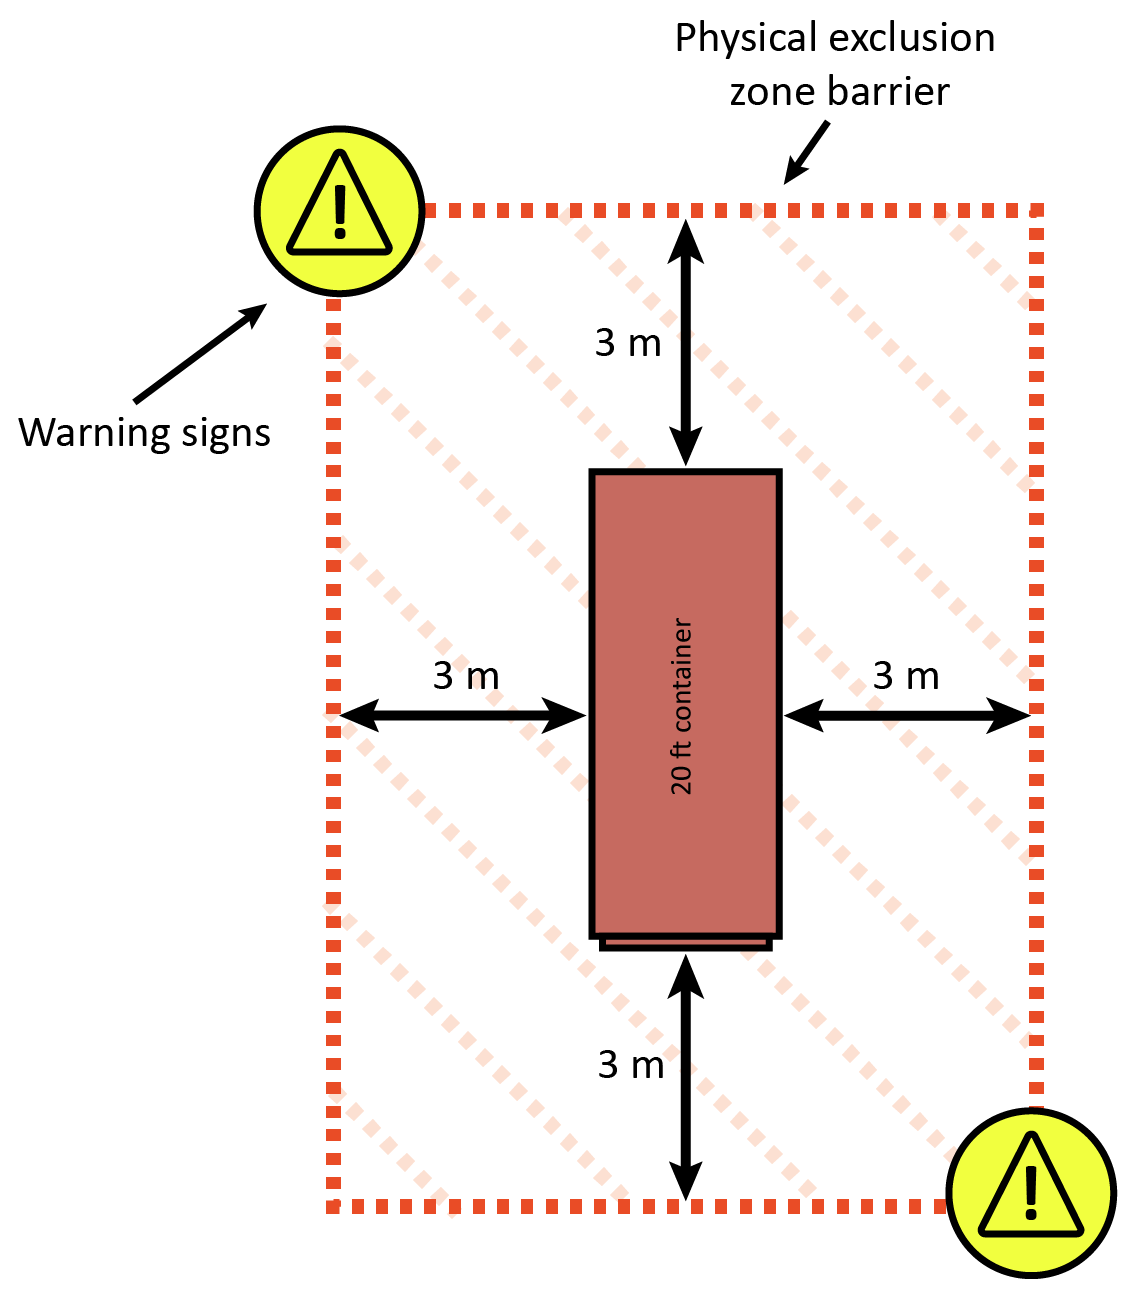 Physical exclusion
zone barrier
!
3 m
Warning signs
3 m
3 m
20 ft container
3 m
!